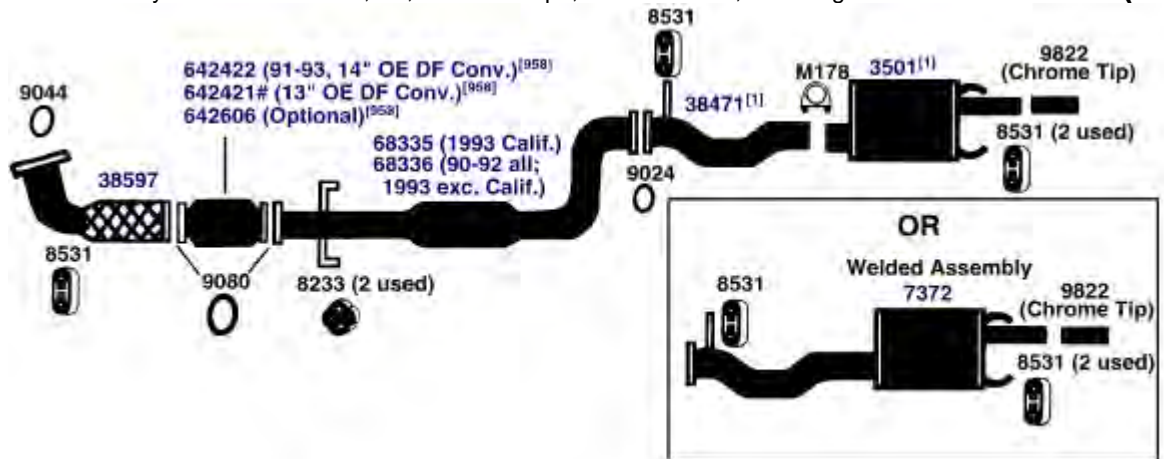 8531
642422 (91-93, 14" OE DF Conv.)[958]
642421# (13" OE DF Conv.)[958]
642606 (Optional)[958]
9044
M178
3501[1]
9822
(Chrome Tip)
38471[1]
8531 (2 used)
68335 (1993 Calif.)
68336 (90-92 all;
1993 exc. Calif.)
38597
9024
8531
9080
8233 (2 used)
OR
Welded Assembly
7372
8531
9822
(Chrome Tip)
8531 (2 used)